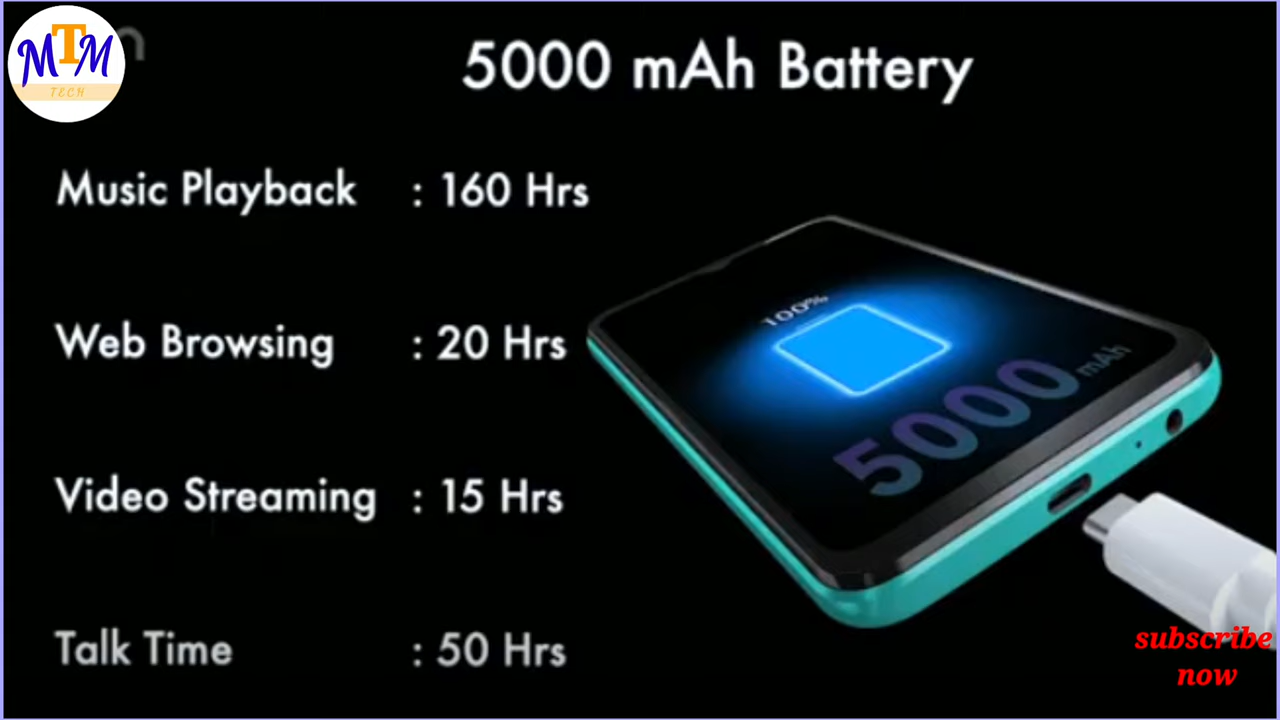 MTM
TECH
5000 mAh Battery
Music Playback : 160 Hrs
Web Browsing : 20 Hrs
Video Streaming : 15 Hrs
Talk Time : 50 Hrs
100%
5000 mAh
subscribe
now